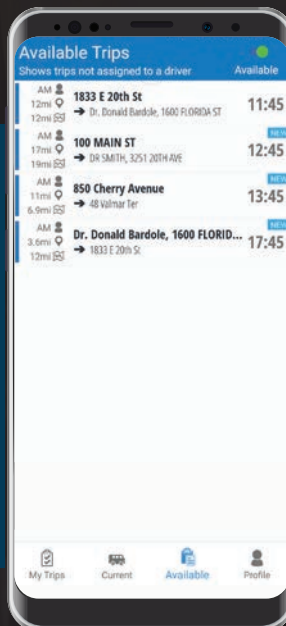 Available Trips
Shows trips not assigned to a driver Available
AM
12mi
12mi
1833 E 20th St
→ Dr. Donald Bardole, 1600 FLORIDA ST
11:45
AM
17mi
19mi
100 MAIN ST
→ DR SMITH, 3251 20TH AVE
NEW
12:45
AM
11mi
6.9mi
850 Cherry Avenue
→ 48 Valmar Ter
NEW
13:45
AM
3.6mi
12mi
Dr. Donald Bardole, 1600 FLORID...
→ 1833 E 20th St
NEW
17:45
My Trips Current Available Profile